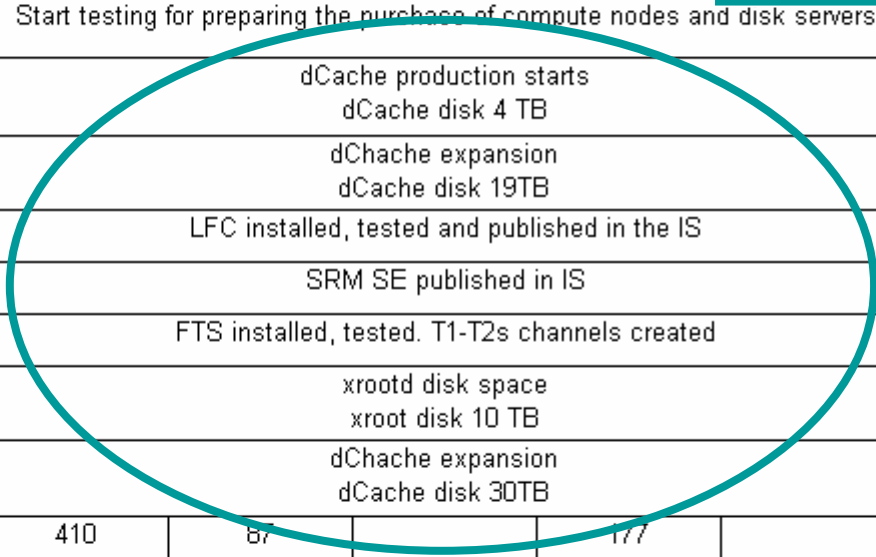 Start testing for preparing the purchase of compute nodes and disk servers
dCache production starts
dCache disk 4 TB
dChache expansion
dCache disk 19TB
LFC installed, tested and published in the IS
SRM SE published in IS
FTS installed, tested. T1-T2s channels created
xrootd disk space
xroot disk 10 TB
dChache expansion
dCache disk 30TB
410 87 177